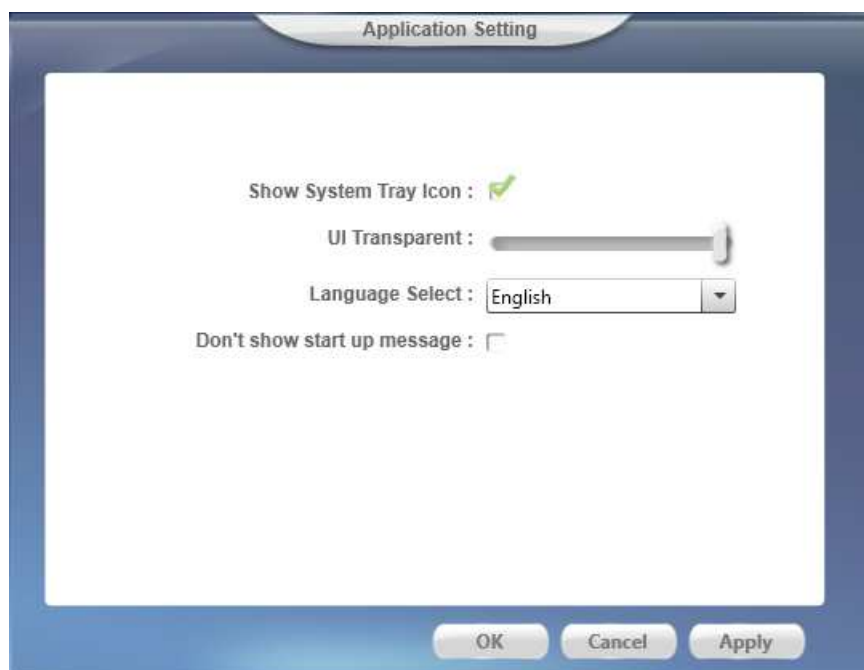 Application Setting
Show System Tray Icon :
UI Transparent :
Language Select : English
Don't show start up message :
OK Cancel Apply